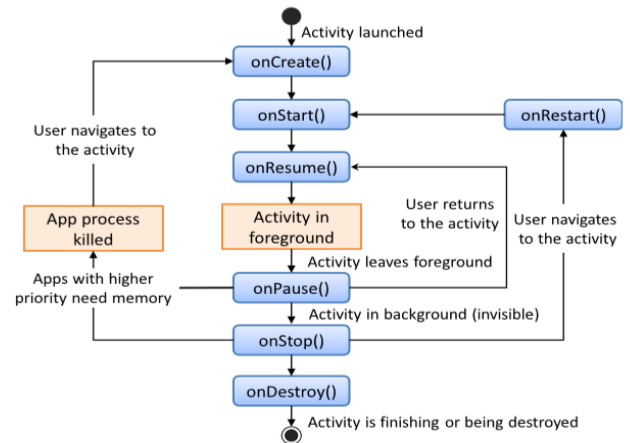 Activity launched
onCreate()
User navigates to
the activity
onStart()
onRestart()
onResume()
App process
killed
Activity in
foreground
User returns
to the activity
User navigates
to the activity
Activity leaves foreground
Apps with higher
priority need memory
onPause()
Activity in background (invisible)
onStop()
onDestroy()
Activity is finishing or being destroyed